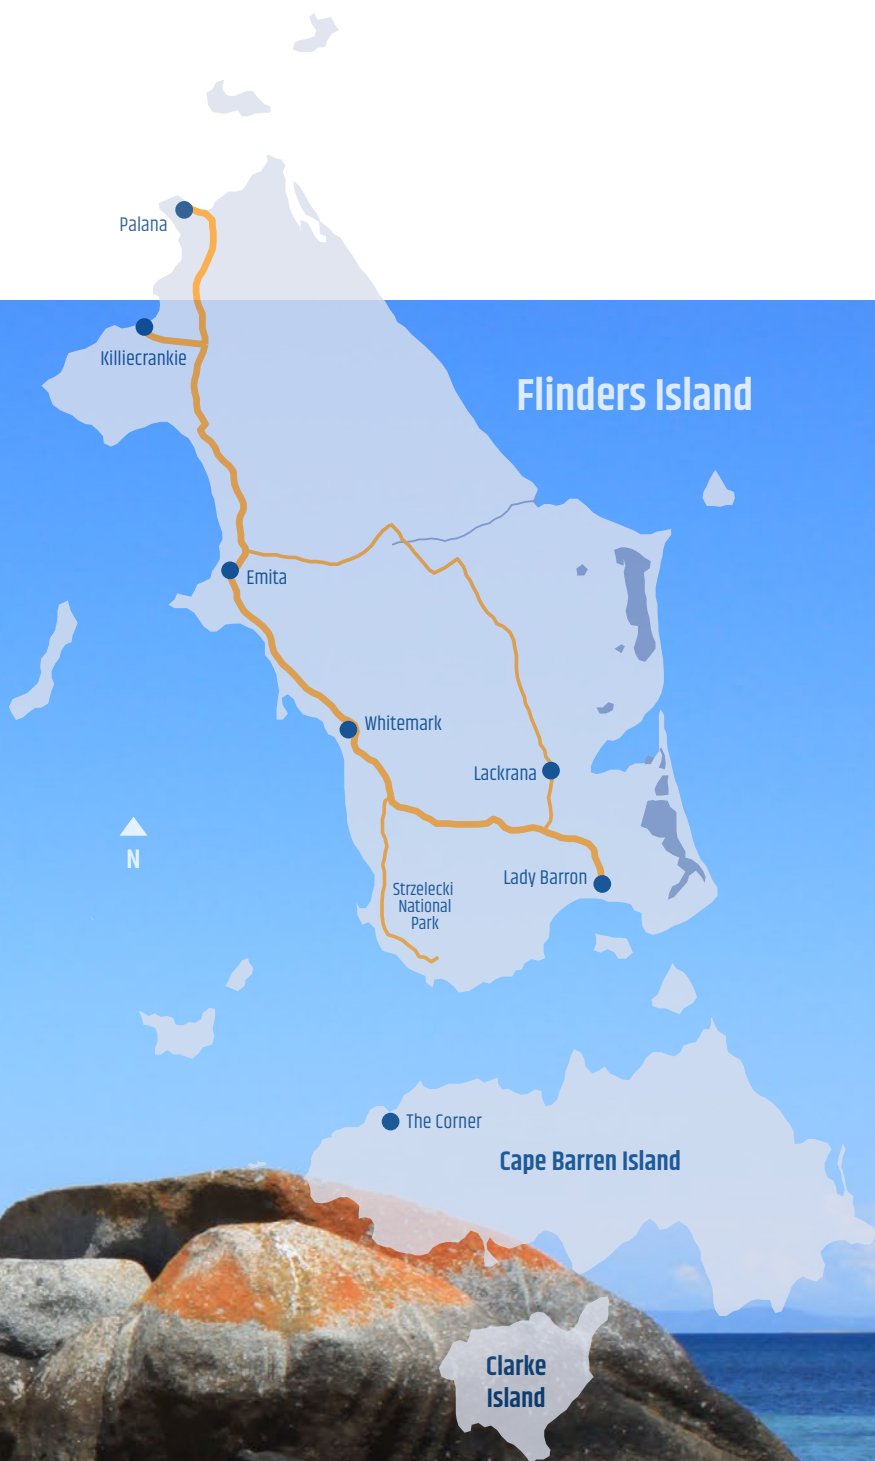 Palana
Killiecrankie
Flinders Island
Emita
Whitemark
Lackrana
N
Lady Barron
Strzelecki
National
Park
The Corner
Cape Barren Island
Clarke
Island